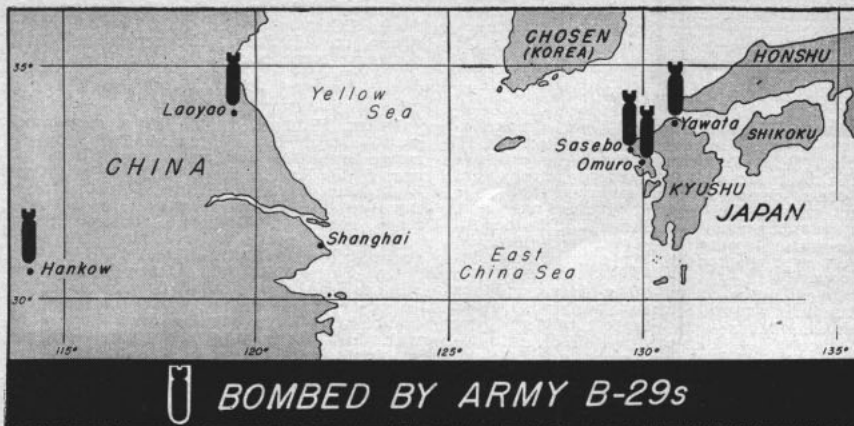 CHOSEN
(KOREA)
HONSHU
35°
Yellow
Sea
Laoyao
Yawata
SHIKOKU
Sasebo
CHINA
Omuro
KYUSHU
JAPAN
Shanghai
East
China Sea
Hankow
30°
115°
120°
125°
130°
135°
BOMBED BY ARMY B-29s